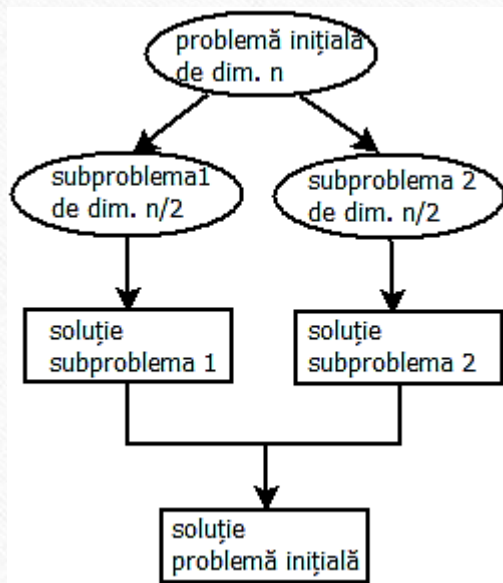 problemă inițială
de dim. n
subproblema1
de dim. n/2
subproblema 2
de dim. n/2
soluție
subproblema 1
soluție
subproblema 2
soluție
problemă inițială